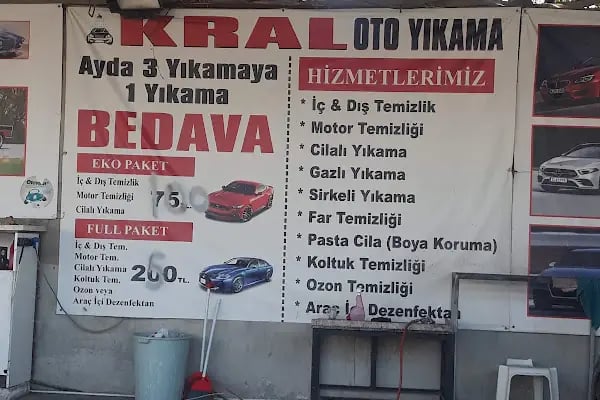 KRAL OTO YIKAMA
Ayda 3 Yıkamaya
1 Yıkama
BEDAVA
EKO PAKET
İç & Dış Temizlik
Motor Temizliği
Cilalı Yıkama
FULL PAKET
İç & Dış Tem.
Motor Tem.
Cilalı Yıkama
Koltuk Tem.
Ozon veya
Araç İçi Dezenfektan
TL
HİZMETLERİMİZ
* İç & Dış Temizlik
* Motor Temizliği
* Cilalı Yıkama
* Gazlı Yıkama
* Sirkeli Yıkama
* Far Temizliği
* Pasta Cila (Boya Koruma)
* Koltuk Temizliği
* Ozon Temizliği
* Araç İçi Dezenfektan